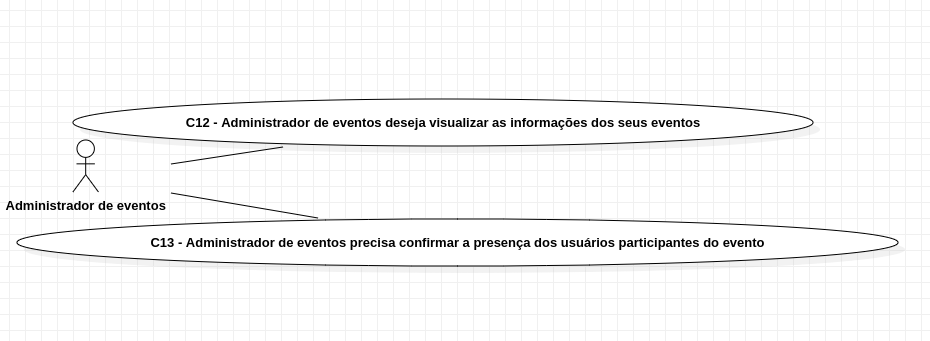 C12 - Administrador de eventos deseja visualizar as informações dos seus eventos
Administrador de eventos
C13 - Administrador de eventos precisa confirmar a presença dos usuários participantes do evento